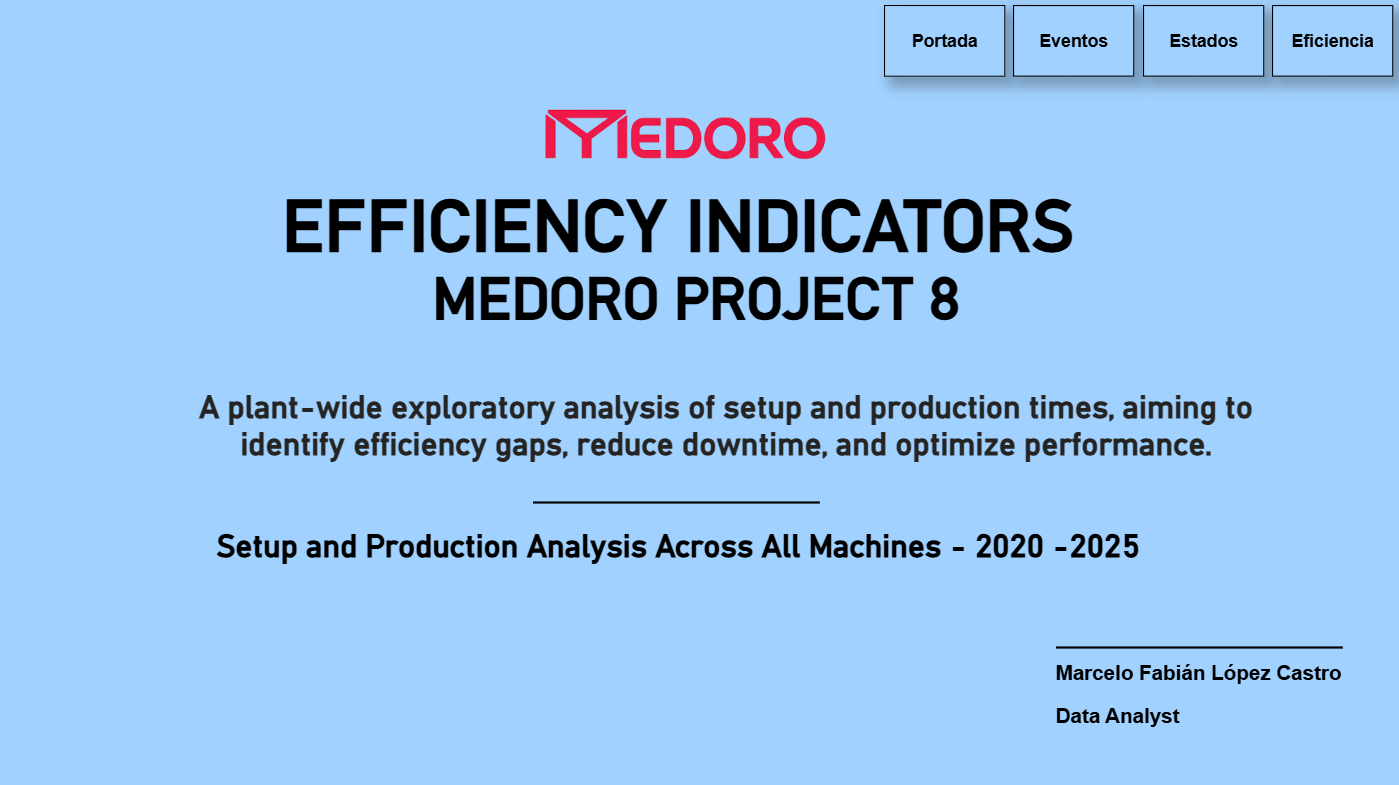 Portada
Eventos
Estados
Eficiencia
MEDORO
EFFICIENCY INDICATORS
MEDORO PROJECT 8
A plant-wide exploratory analysis of setup and production times, aiming to
identify efficiency gaps, reduce downtime, and optimize performance.
Setup and Production Analysis Across All Machines - 2020 -2025
Marcelo Fabián López Castro
Data Analyst